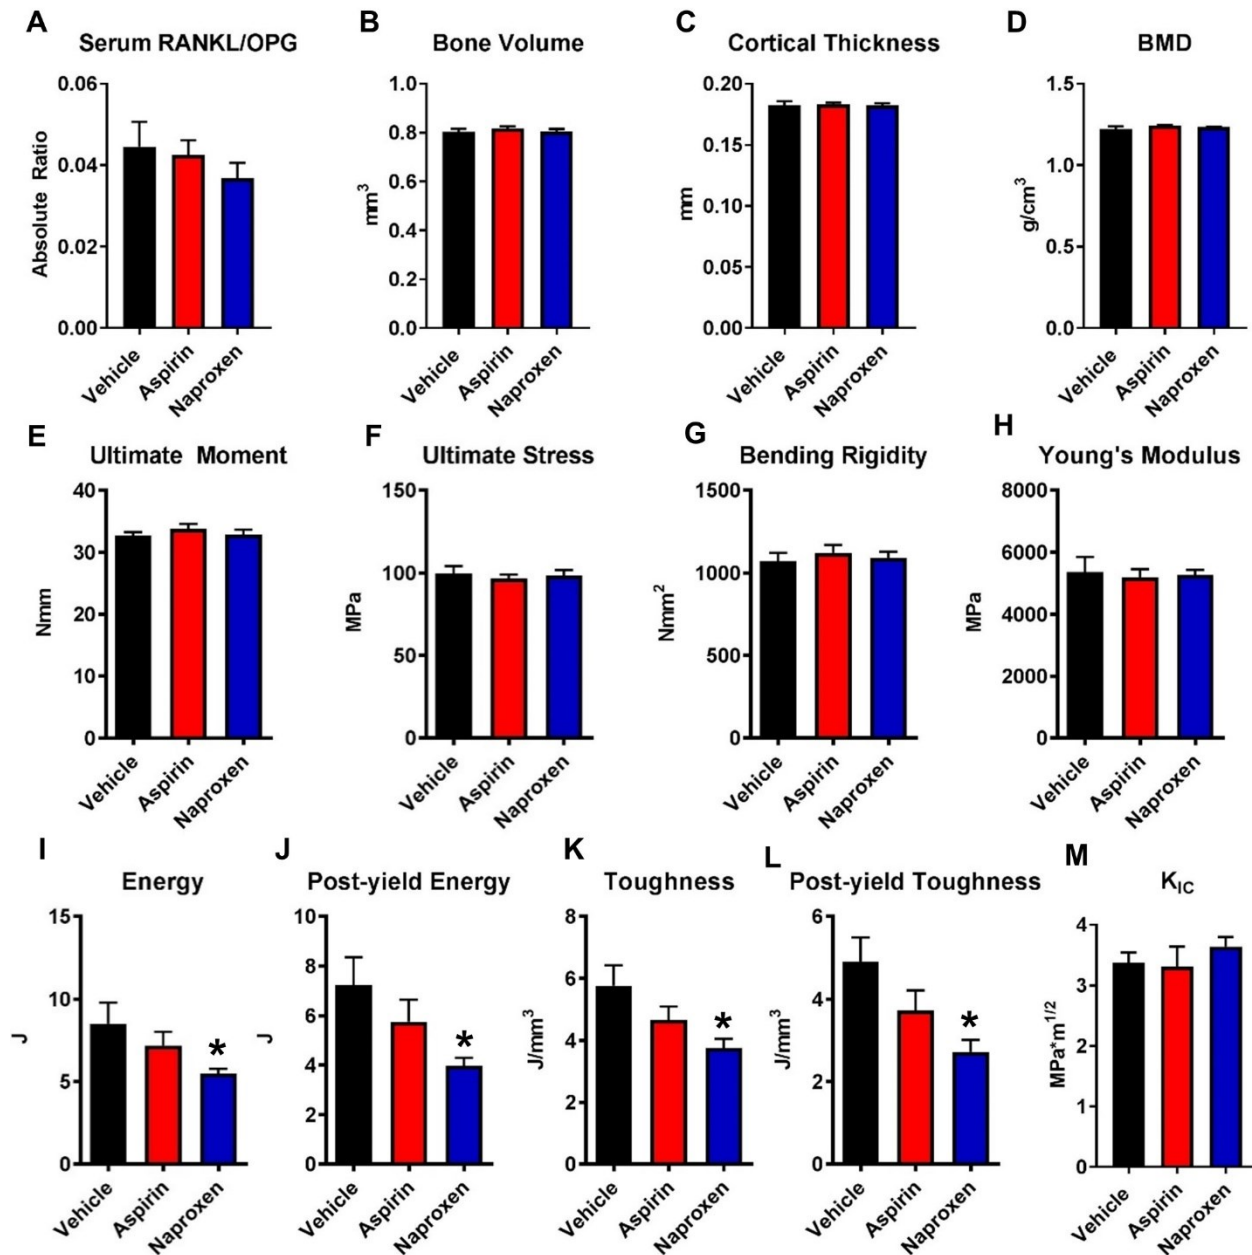 A
Serum RANKL/OPG
Absolute Ratio
0.06
0.04
0.02
0.00
Vehicle
Aspirin
Naproxen
B
Bone Volume
mm³
1.0
0.8
0.6
0.4
0.2
0.0
Vehicle
Aspirin
Naproxen
C
Cortical Thickness
mm
0.20
0.15
0.10
0.05
0.00
Vehicle
Aspirin
Naproxen
D
BMD
g/cm³
1.5
1.0
0.5
0.0
Vehicle
Aspirin
Naproxen
E
Ultimate Moment
Nmm
40
30
20
10
0
Vehicle
Aspirin
Naproxen
F
Ultimate Stress
MPa
150
100
50
0
Vehicle
Aspirin
Naproxen
G
Bending Rigidity
Nmm²
1500
1000
500
0
Vehicle
Aspirin
Naproxen
H
Young's Modulus
MPa
8000
6000
4000
2000
0
Vehicle
Aspirin
Naproxen
I
Energy
J
15
10
5
0
*
Vehicle
Aspirin
Naproxen
J
Post-yield Energy
J
10
8
6
4
2
0
*
Vehicle
Aspirin
Naproxen
K
Toughness
J/mm³
8
6
4
2
0
*
Vehicle
Aspirin
Naproxen
L
Post-yield Toughness
J/mm³
6
4
2
0
*
Vehicle
Aspirin
Naproxen
M
K_IC
MPa*m^1/2
4
3
2
1
0
Vehicle
Aspirin
Naproxen